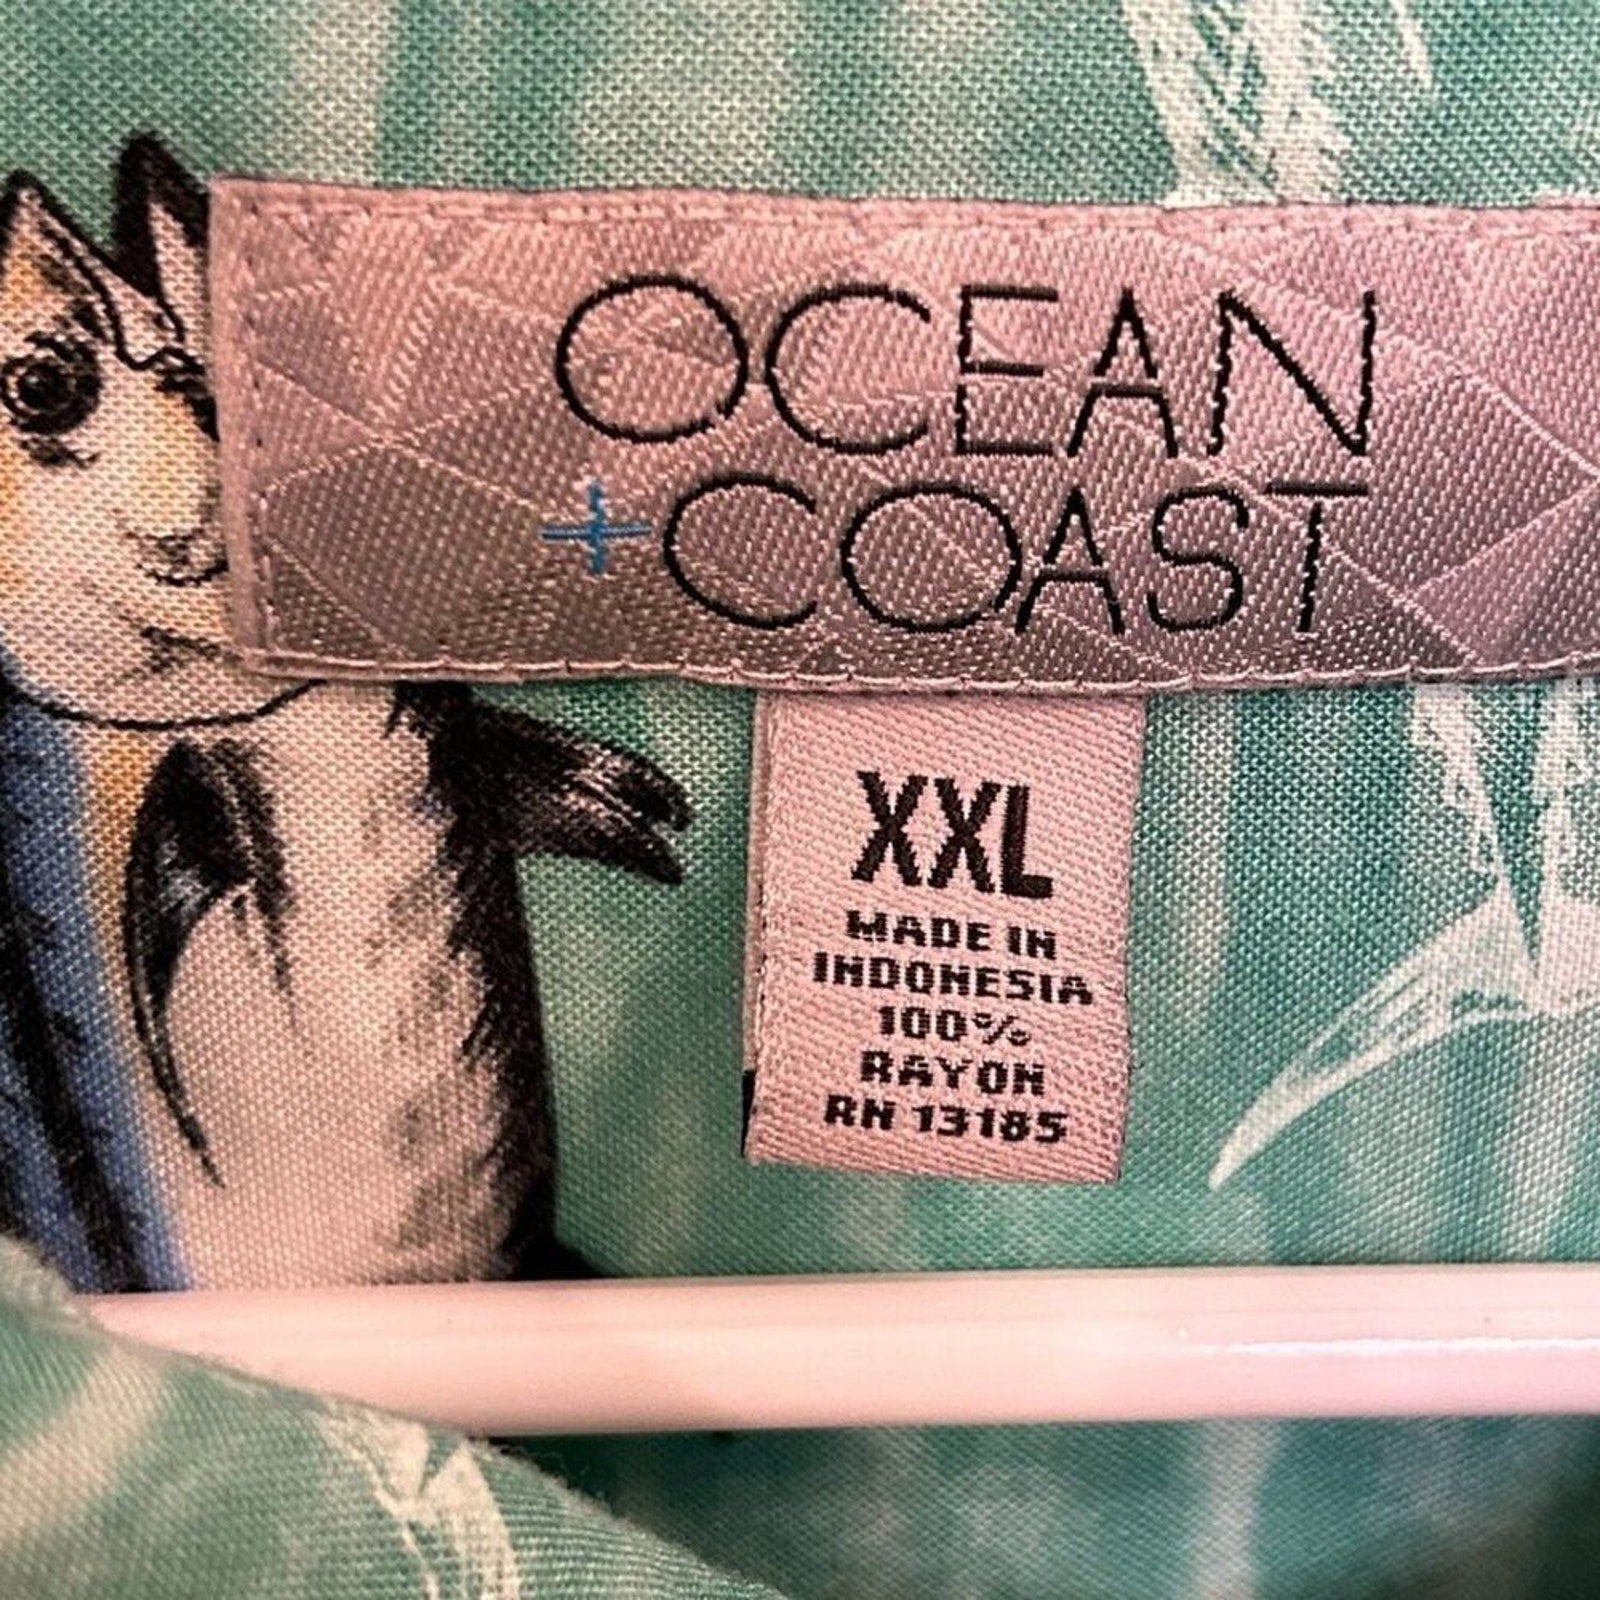 OCEAN
+COAST
XXL
MADE IN
INDONESIA
100%
RAYON
RN 13185